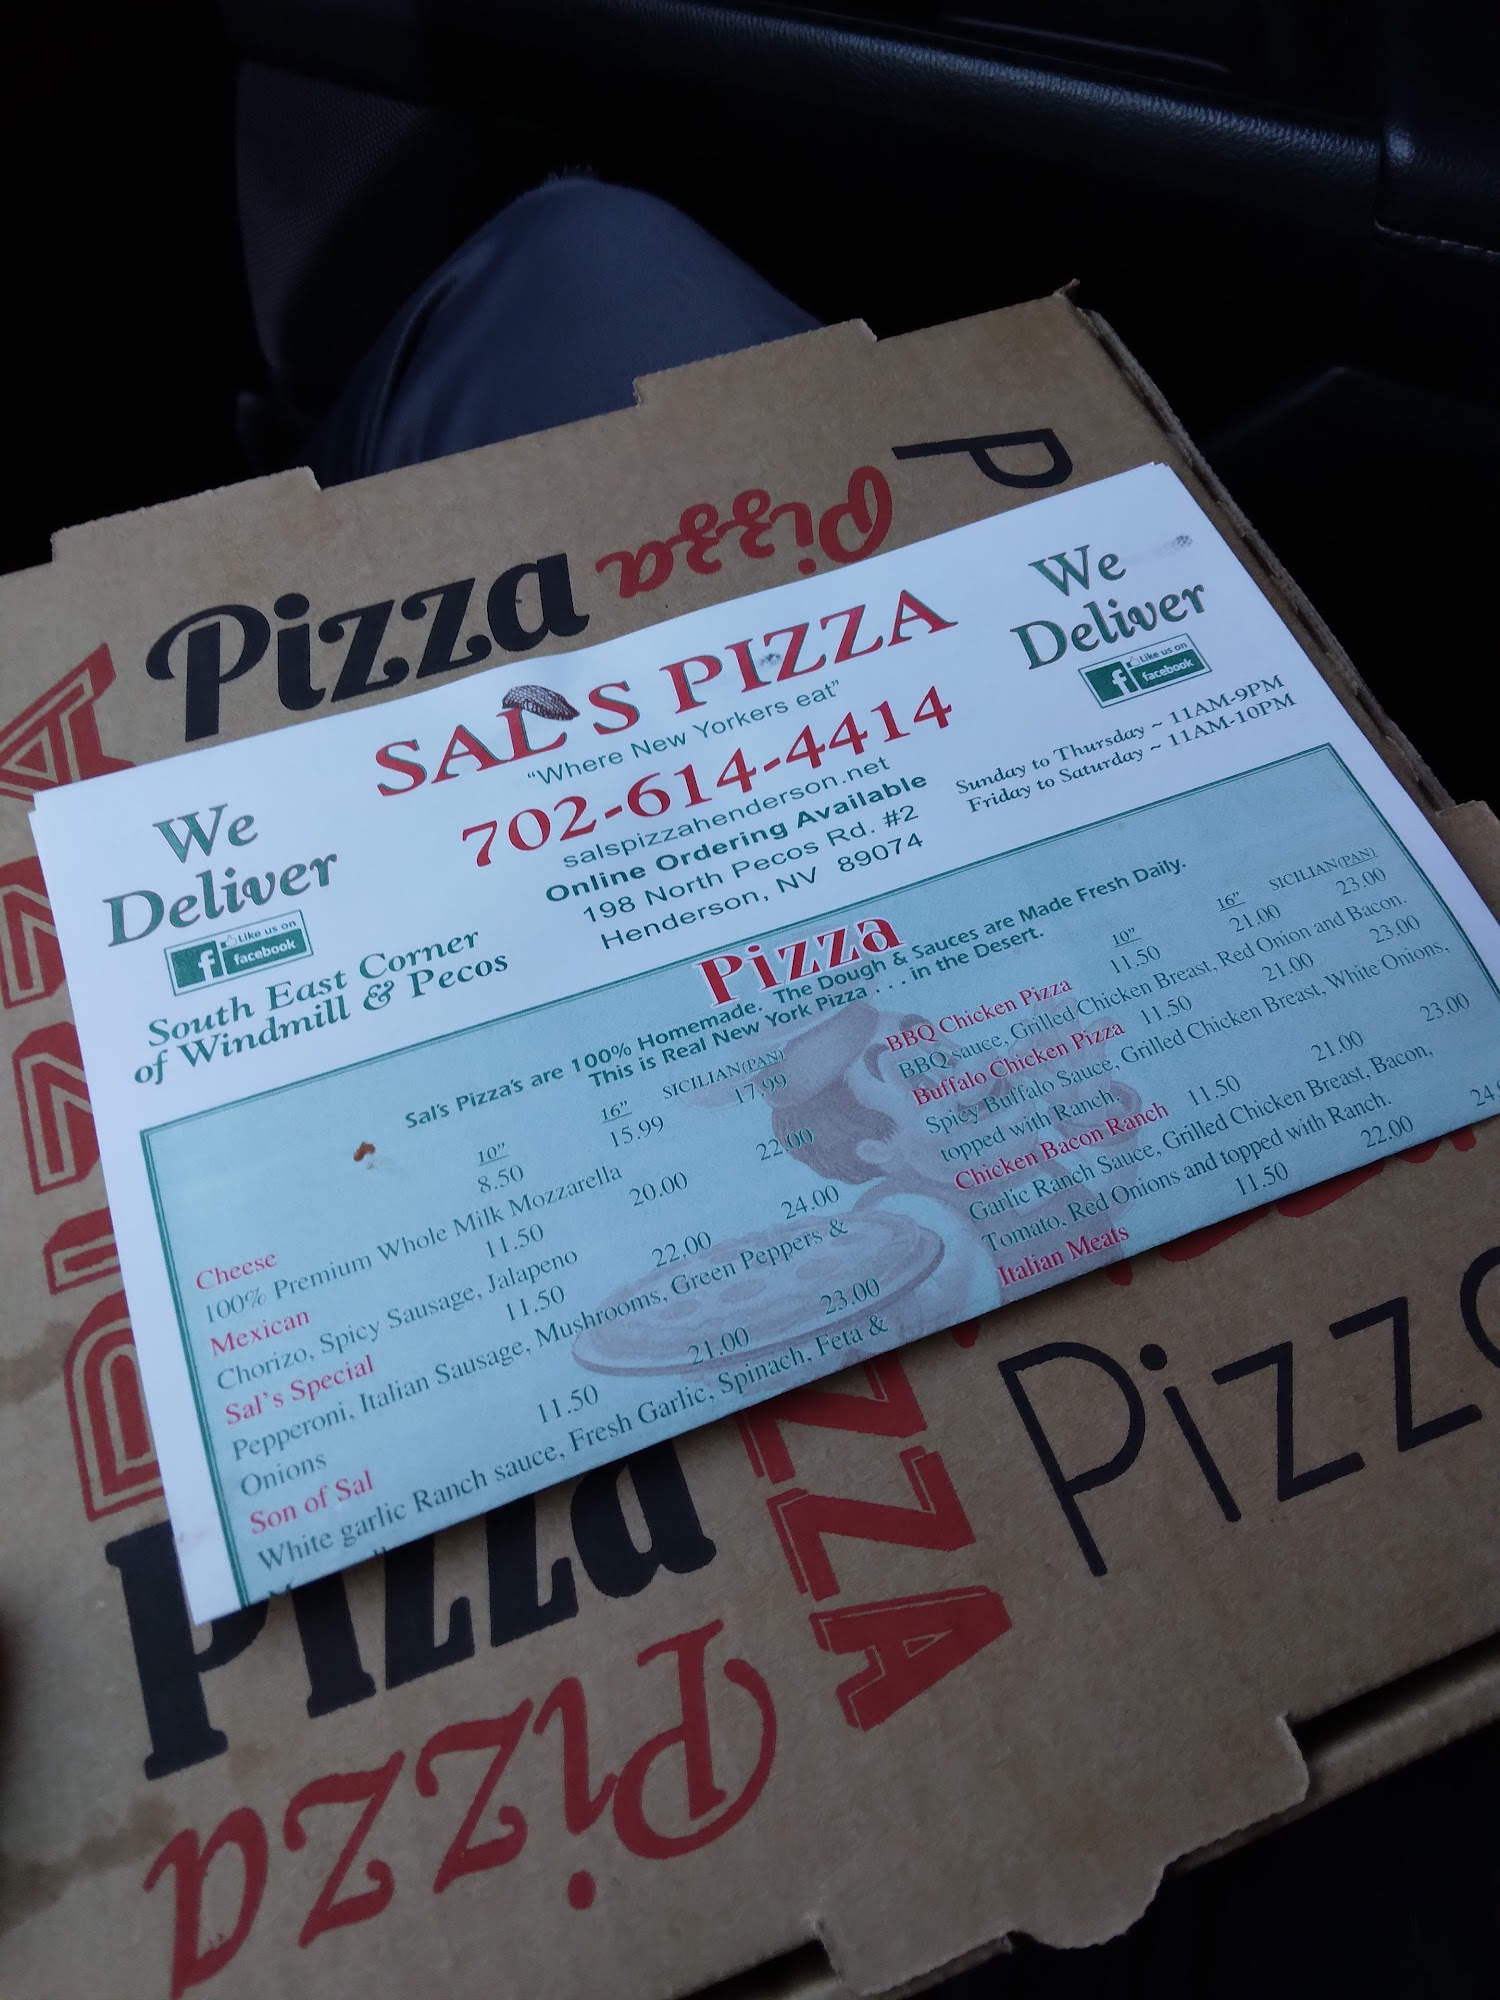 P
Pizza
Pizza
PIZZA
We
Deliver
Like us on
facebook
South East Corner
of Windmill & Pecos
SAL'S PIZZA
"Where New Yorkers eat"
702-614-4414
salspizzahenderson.net
Online Ordering Available
198 North Pecos Rd. #2
Henderson, NV 89074
We
Deliver
Like us on
facebook
Sunday to Thursday ~ 11AM-9PM
Friday to Saturday ~ 11AM-10PM
Pizza
Sal's Pizza's are 100% Homemade. The Dough & Sauces are Made Fresh Daily.
This is Real New York Pizza . . . in the Desert.
10" 16" SICILIAN(PAN)
Cheese 8.50 15.99 17.99
100% Premium Whole Milk Mozzarella
Mexican 11.50 20.00 22.00
Chorizo, Spicy Sausage, Jalapeno
Sal's Special 11.50 22.00 24.00
Pepperoni, Italian Sausage, Mushrooms, Green Peppers &
Onions
Son of Sal 11.50 21.00 23.00
White garlic Ranch sauce, Fresh Garlic, Spinach, Feta &
10" 16" SICILIAN(PAN)
BBQ Chicken Pizza 11.50 21.00 23.00
BBQ sauce, Grilled Chicken Breast, Red Onion and Bacon.
Buffalo Chicken Pizza 11.50 21.00 23.00
Spicy Buffalo Sauce, Grilled Chicken Breast, White Onions,
topped with Ranch.
Chicken Bacon Ranch 11.50 21.00 23.00
Garlic Ranch Sauce, Grilled Chicken Breast, Bacon,
Tomato, Red Onions and topped with Ranch.
Italian Meats 11.50 22.00
Pizza
Pizza
PIZZA
Pizza